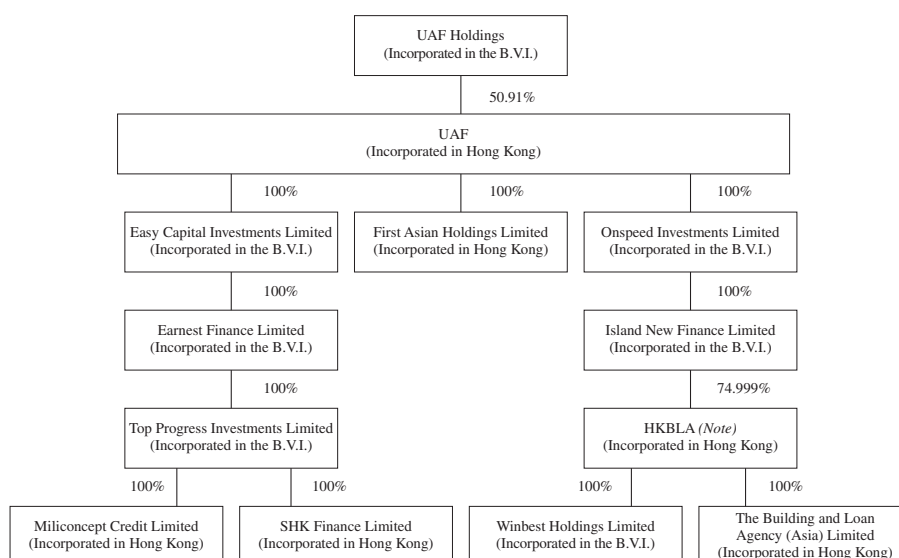 UAF Holdings
(Incorporated in the B.V.I.)
50.91%
UAF
(Incorporated in Hong Kong)
100%
100%
100%
Easy Capital Investments Limited
(Incorporated in the B.V.I.)
First Asian Holdings Limited
(Incorporated in Hong Kong)
Onspeed Investments Limited
(Incorporated in the B.V.I.)
100%
100%
Earnest Finance Limited
(Incorporated in the B.V.I.)
Island New Finance Limited
(Incorporated in the B.V.I.)
100%
74.999%
Top Progress Investments Limited
(Incorporated in the B.V.I.)
HKBLA (Note)
(Incorporated in Hong Kong)
100%
100%
100%
100%
Miliconcept Credit Limited
(Incorporated in Hong Kong)
SHK Finance Limited
(Incorporated in Hong Kong)
Winbest Holdings Limited
(Incorporated in the B.V.I.)
The Building and Loan
Agency (Asia) Limited
(Incorporated in Hong Kong)